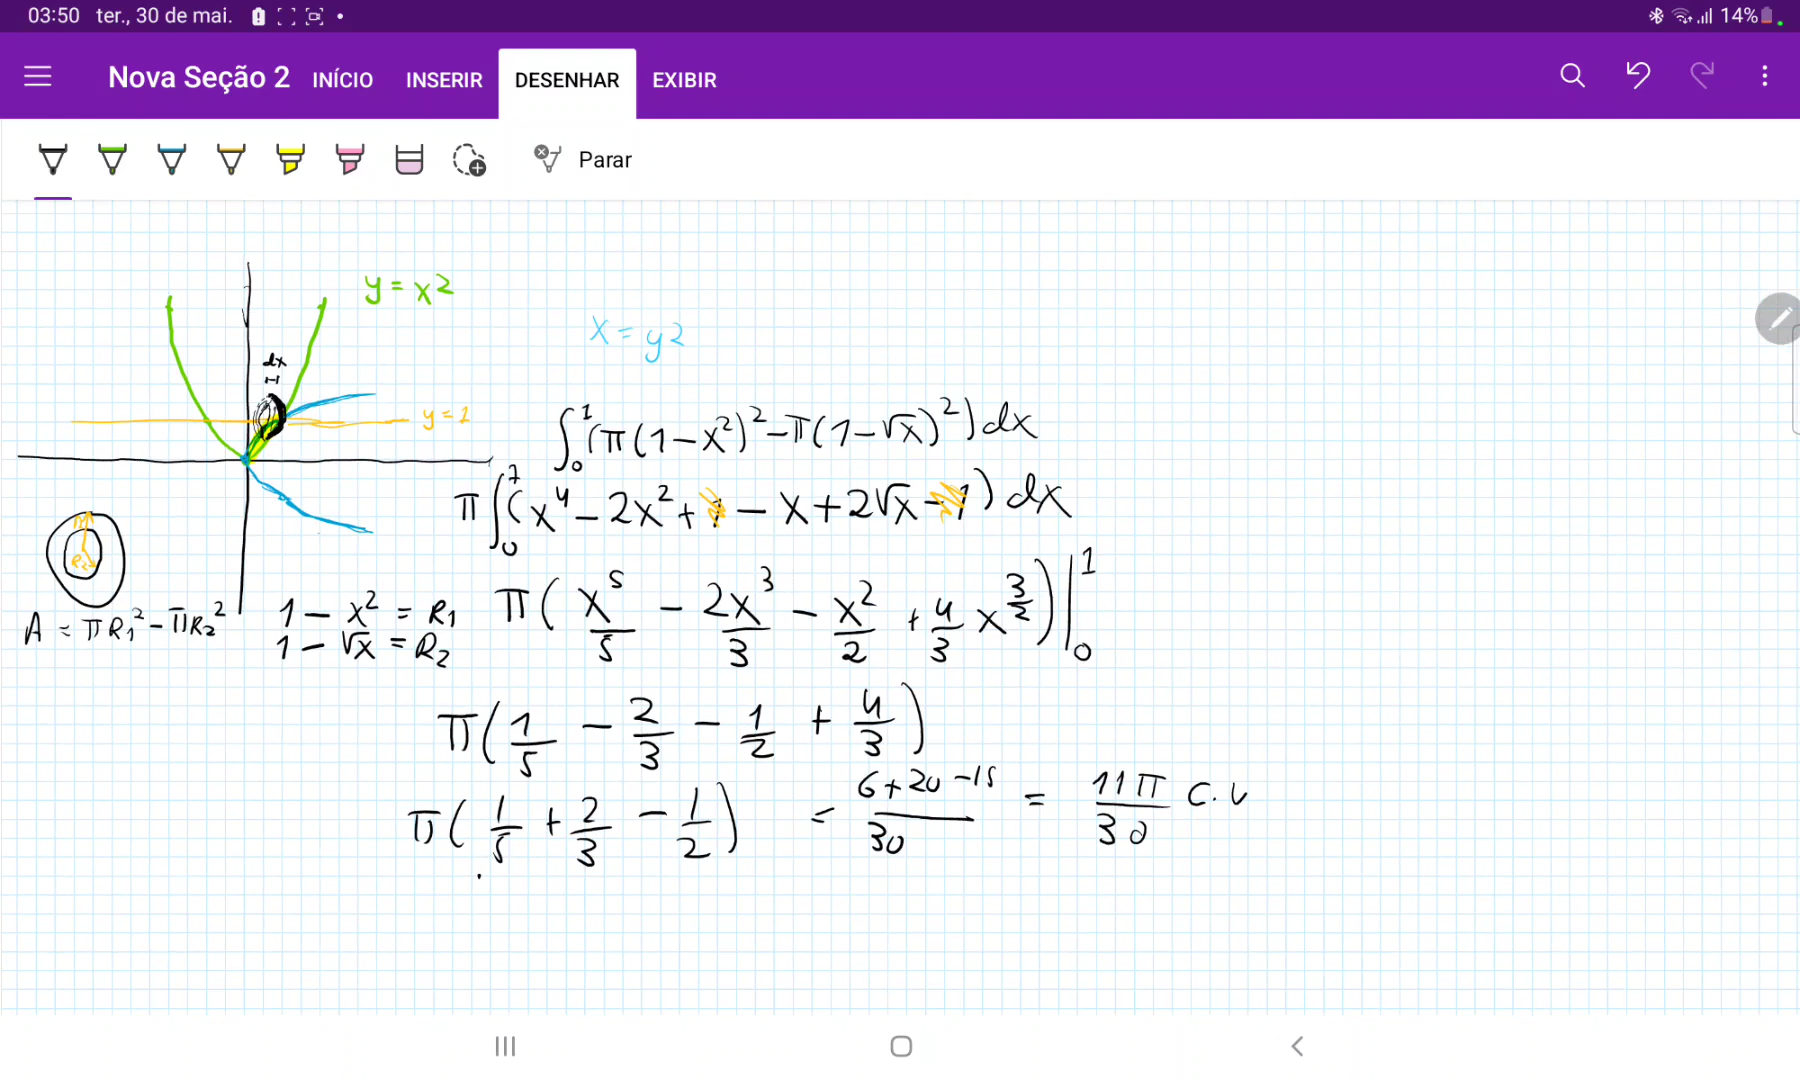 03:50 ter., 30 de mai. 14%
Nova Seção 2 INÍCIO INSERIR DESENHAR EXIBIR
Parar
y = x2
x = y2
dx
y = 1
∫₀¹ (π(1 − x²)² − π(1 − √x)²) dx
π ∫₀¹ (x⁴ − 2x² + 1 − x + 2√x − 1) dx
R2
A = πR₁² − πR₂²
1 − x² = R₁
1 − √x = R₂
π( x⁵/5 − 2x³/3 − x²/2 + 4/3 x^(3/2) ) |₀¹
π( 1/5 − 2/3 − 1/2 + 4/3 )
π( 1/5 + 2/3 − 1/2 ) = (6+20−15)/30 = 11π/30 C.V